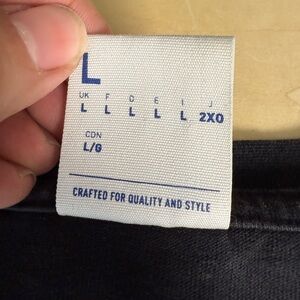 L
UK F D E I J
L L L L L 2XO
CDN
L/G
CRAFTED FOR QUALITY AND STYLE